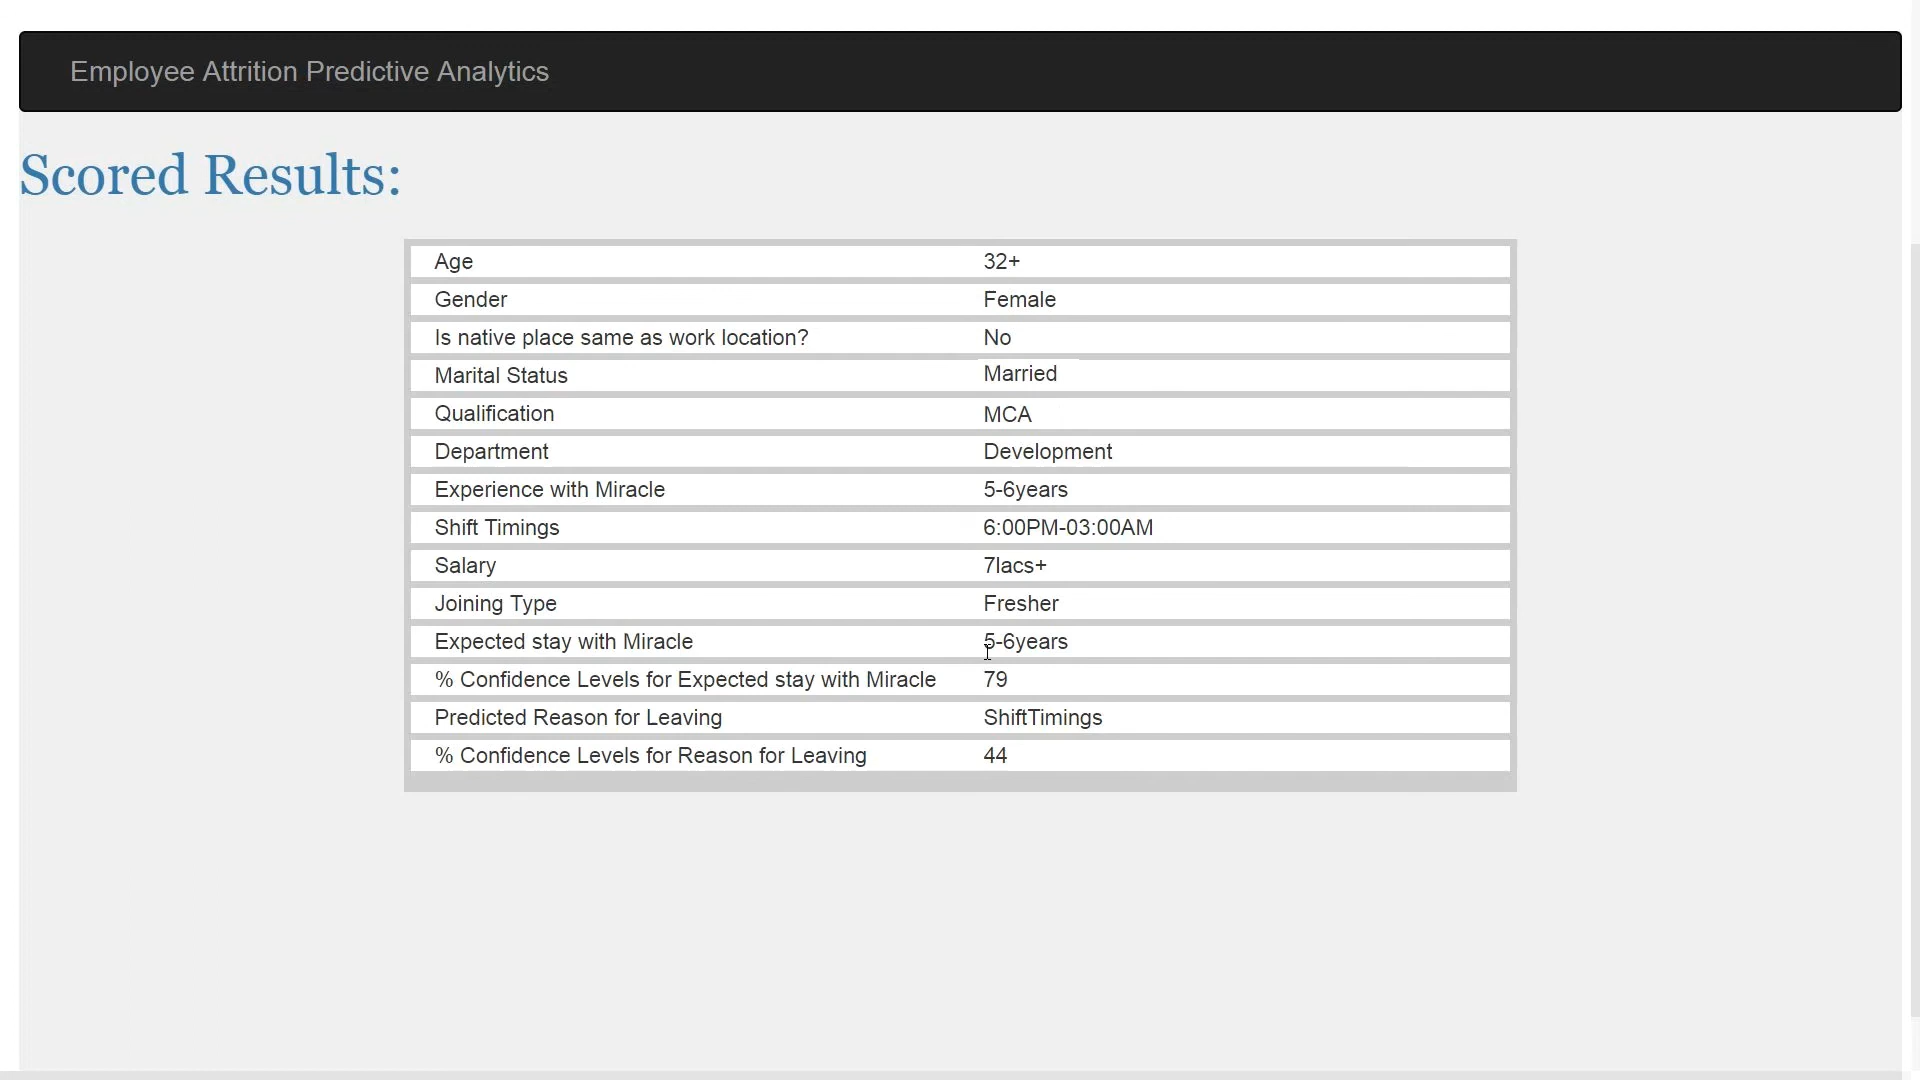 Employee Attrition Predictive Analytics
Scored Results:
Age 32+
Gender Female
Is native place same as work location? No
Marital Status Married
Qualification MCA
Department Development
Experience with Miracle 5-6years
Shift Timings 6:00PM-03:00AM
Salary 7lacs+
Joining Type Fresher
Expected stay with Miracle 5-6years
% Confidence Levels for Expected stay with Miracle 79
Predicted Reason for Leaving ShiftTimings
% Confidence Levels for Reason for Leaving 44